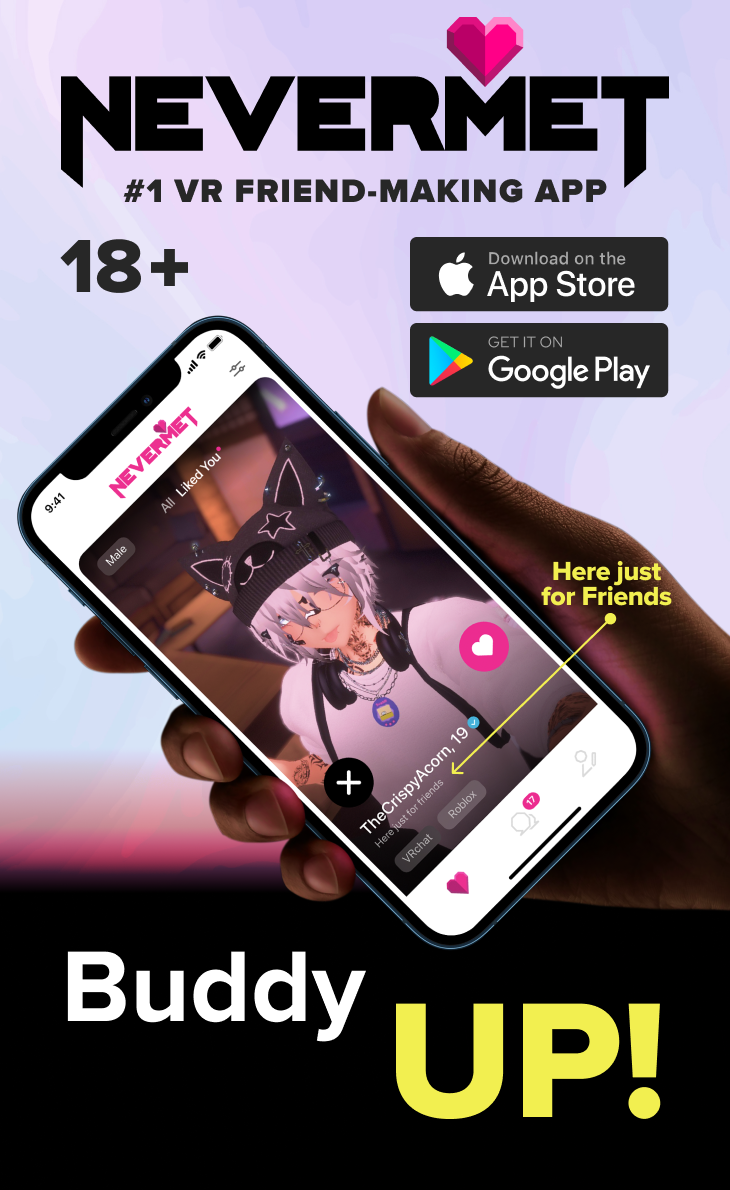 NEVERMET
#1 VR FRIEND-MAKING APP
18+
Download on the
App Store
GET IT ON
Google Play
9:41
NEVERMET
All Liked You
Male
Here just
for Friends
TheCrispyAcorn, 19
Here just for friends
VRchat Roblox
17
Buddy
UP!